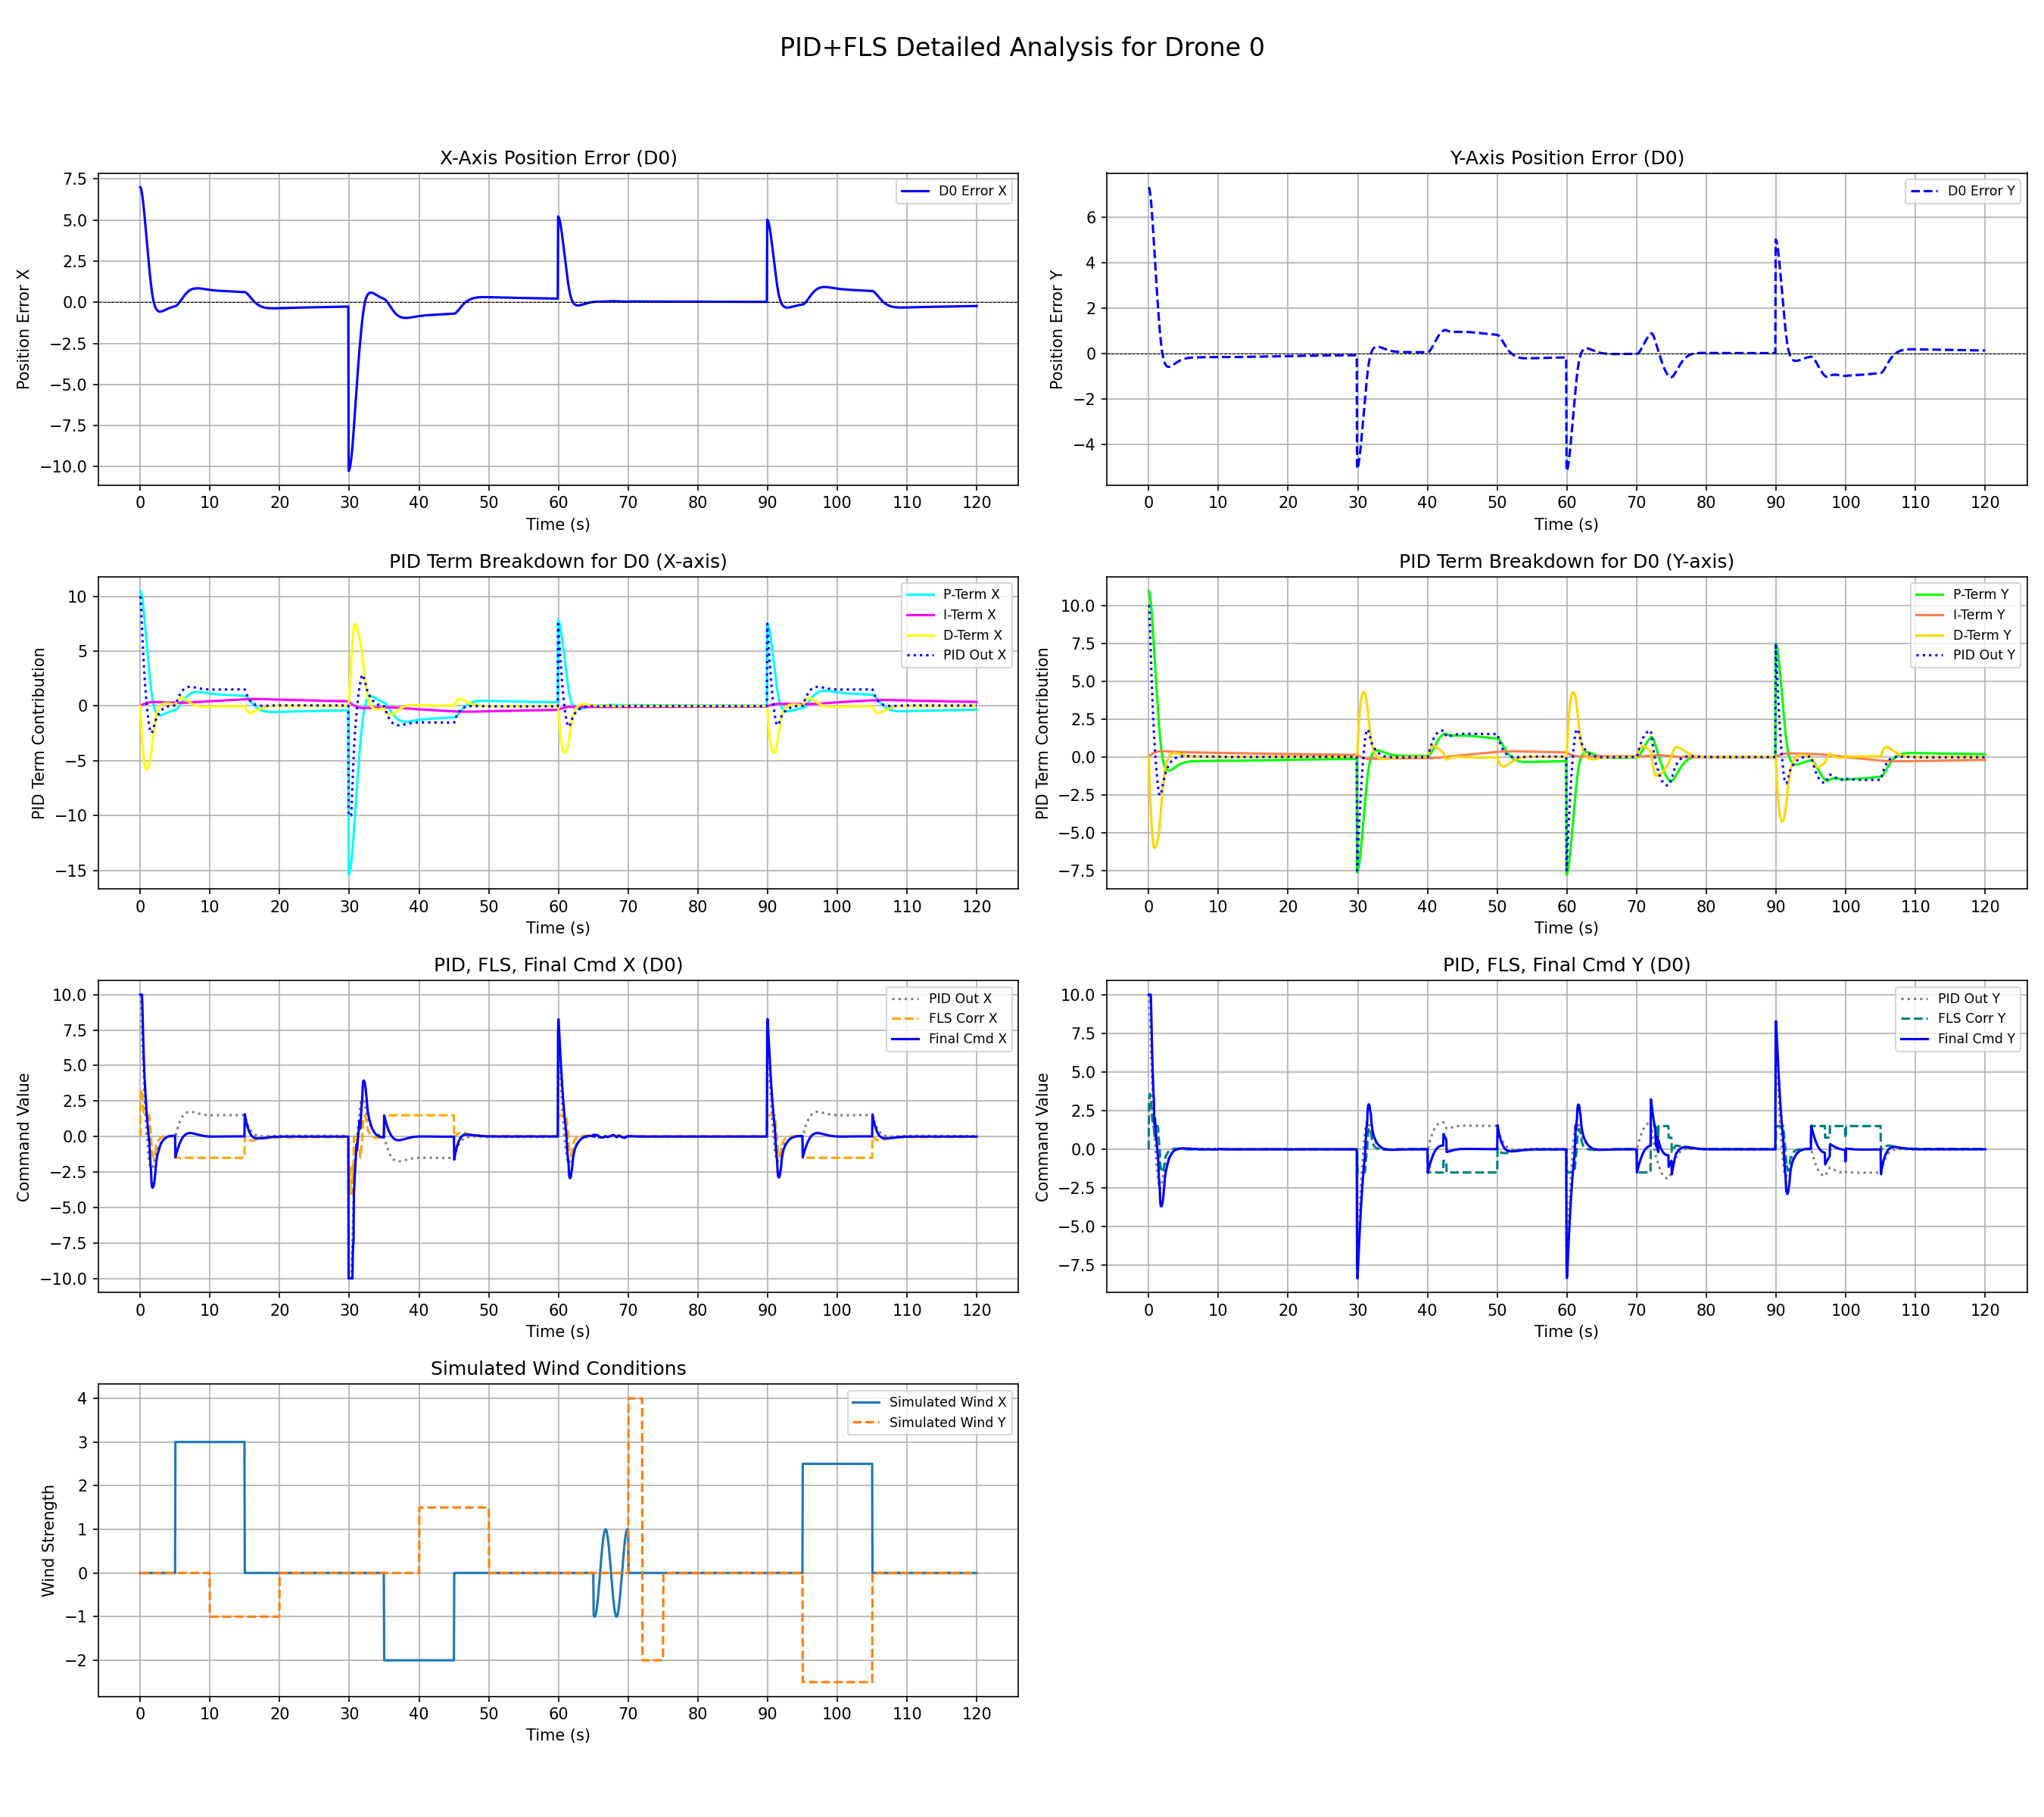 PID+FLS Detailed Analysis for Drone 0
X-Axis Position Error (D0)
Position Error X
7.5
5.0
2.5
0.0
−2.5
−5.0
−7.5
−10.0
D0 Error X
0 10 20 30 40 50 60 70 80 90 100 110 120
Time (s)
Y-Axis Position Error (D0)
Position Error Y
6
4
2
0
−2
−4
D0 Error Y
0 10 20 30 40 50 60 70 80 90 100 110 120
Time (s)
PID Term Breakdown for D0 (X-axis)
PID Term Contribution
10
5
0
−5
−10
−15
P-Term X
I-Term X
D-Term X
PID Out X
0 10 20 30 40 50 60 70 80 90 100 110 120
Time (s)
PID Term Breakdown for D0 (Y-axis)
PID Term Contribution
10.0
7.5
5.0
2.5
0.0
−2.5
−5.0
−7.5
P-Term Y
I-Term Y
D-Term Y
PID Out Y
0 10 20 30 40 50 60 70 80 90 100 110 120
Time (s)
PID, FLS, Final Cmd X (D0)
Command Value
10.0
7.5
5.0
2.5
0.0
−2.5
−5.0
−7.5
−10.0
PID Out X
FLS Corr X
Final Cmd X
0 10 20 30 40 50 60 70 80 90 100 110 120
Time (s)
PID, FLS, Final Cmd Y (D0)
Command Value
10.0
7.5
5.0
2.5
0.0
−2.5
−5.0
−7.5
PID Out Y
FLS Corr Y
Final Cmd Y
0 10 20 30 40 50 60 70 80 90 100 110 120
Time (s)
Simulated Wind Conditions
Wind Strength
4
3
2
1
0
−1
−2
Simulated Wind X
Simulated Wind Y
0 10 20 30 40 50 60 70 80 90 100 110 120
Time (s)